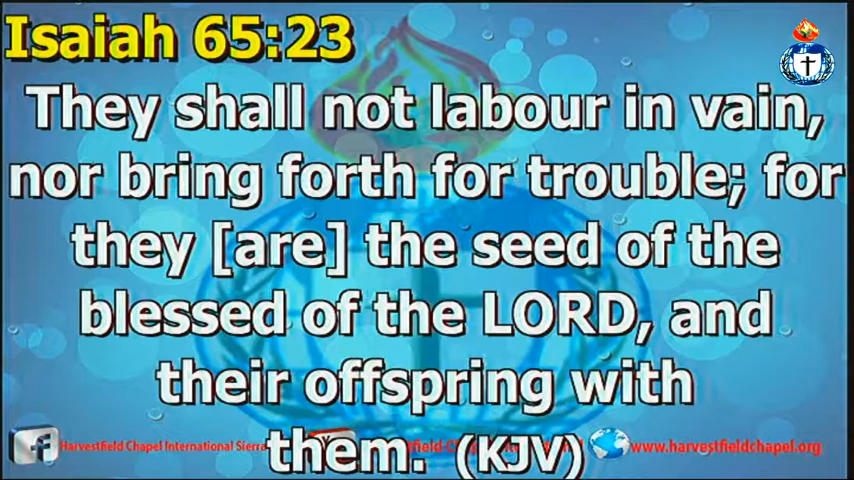 Isaiah 65:23
They shall not labour in vain,
nor bring forth for trouble; for
they [are] the seed of the
blessed of the LORD, and
their offspring with
them. (KJV)
Harvestfield Chapel International Sierra
www.harvestfieldchapel.org